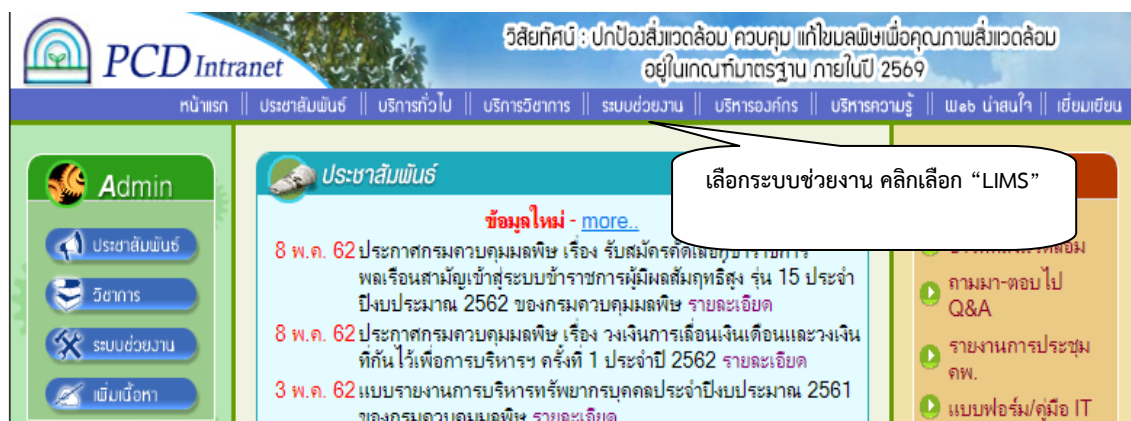 PCD Intranet
วิสัยทัศน์ : ปกป้องสิ่งแวดล้อม ควบคุม แก้ไขมลพิษเพื่อคุณภาพสิ่งแวดล้อม
อยู่ในเกณฑ์มาตรฐาน ภายในปี 2569
หน้าแรก || ประชาสัมพันธ์ || บริการทั่วไป || บริการวิชาการ || ระบบช่วยงาน || บริหารองค์กร || บริหารความรู้ || Web น่าสนใจ || เยี่ยมเยียน
Admin
ประชาสัมพันธ์
วิชาการ
ระบบช่วยงาน
เพิ่มเนื้อหา
ประชาสัมพันธ์
ข้อมูลใหม่ - more..
8 พ.ค. 62 ประกาศกรมควบคุมมลพิษ เรื่อง รับสมัครคัดเลือกข้าราชการ
พลเรือนสามัญเข้าสู่ระบบข้าราชการผู้มีผลสัมฤทธิ์สูง รุ่น 15 ประจำ
ปีงบประมาณ 2562 ของกรมควบคุมมลพิษ รายละเอียด
8 พ.ค. 62 ประกาศกรมควบคุมมลพิษ เรื่อง วงเงินการเลื่อนเงินเดือนและวงเงิน
ที่กันไว้เพื่อการบริหารฯ ครั้งที่ 1 ประจำปี 2562 รายละเอียด
3 พ.ค. 62 แบบรายงานการบริหารทรัพยากรบุคคลประจำปีงบประมาณ 2561
ของกรมควบคุมมลพิษ รายละเอียด
เลือกระบบช่วยงาน คลิกเลือก “LIMS”
ถามมา-ตอบไป
Q&A
รายงานการประชุม
คพ.
แบบฟอร์ม/คู่มือ IT